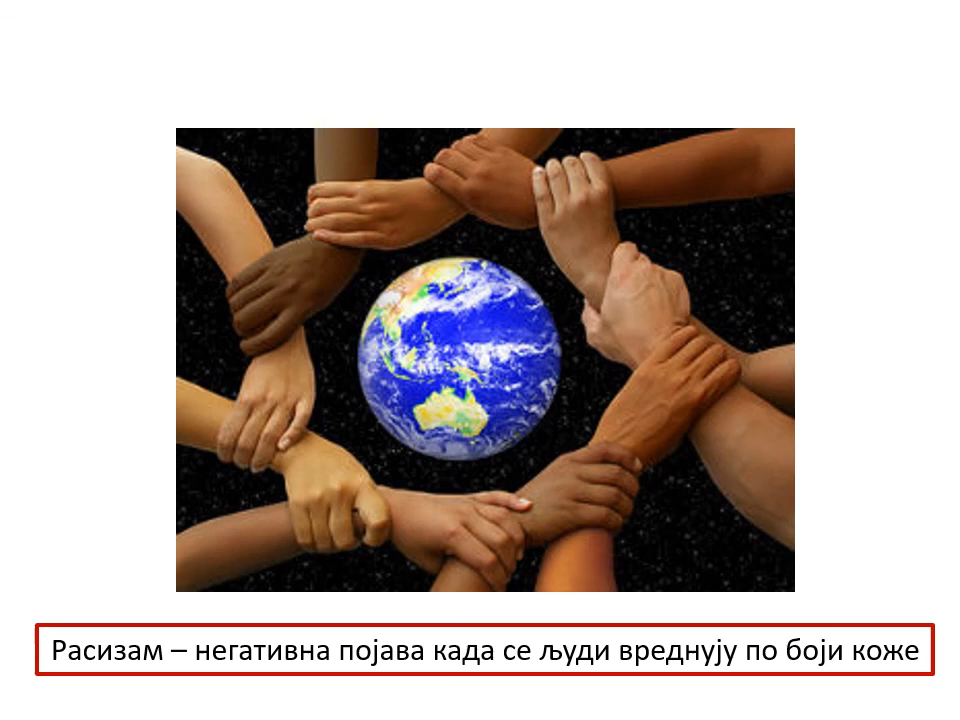 Расизам – негативна појава када се људи вреднују по боји коже